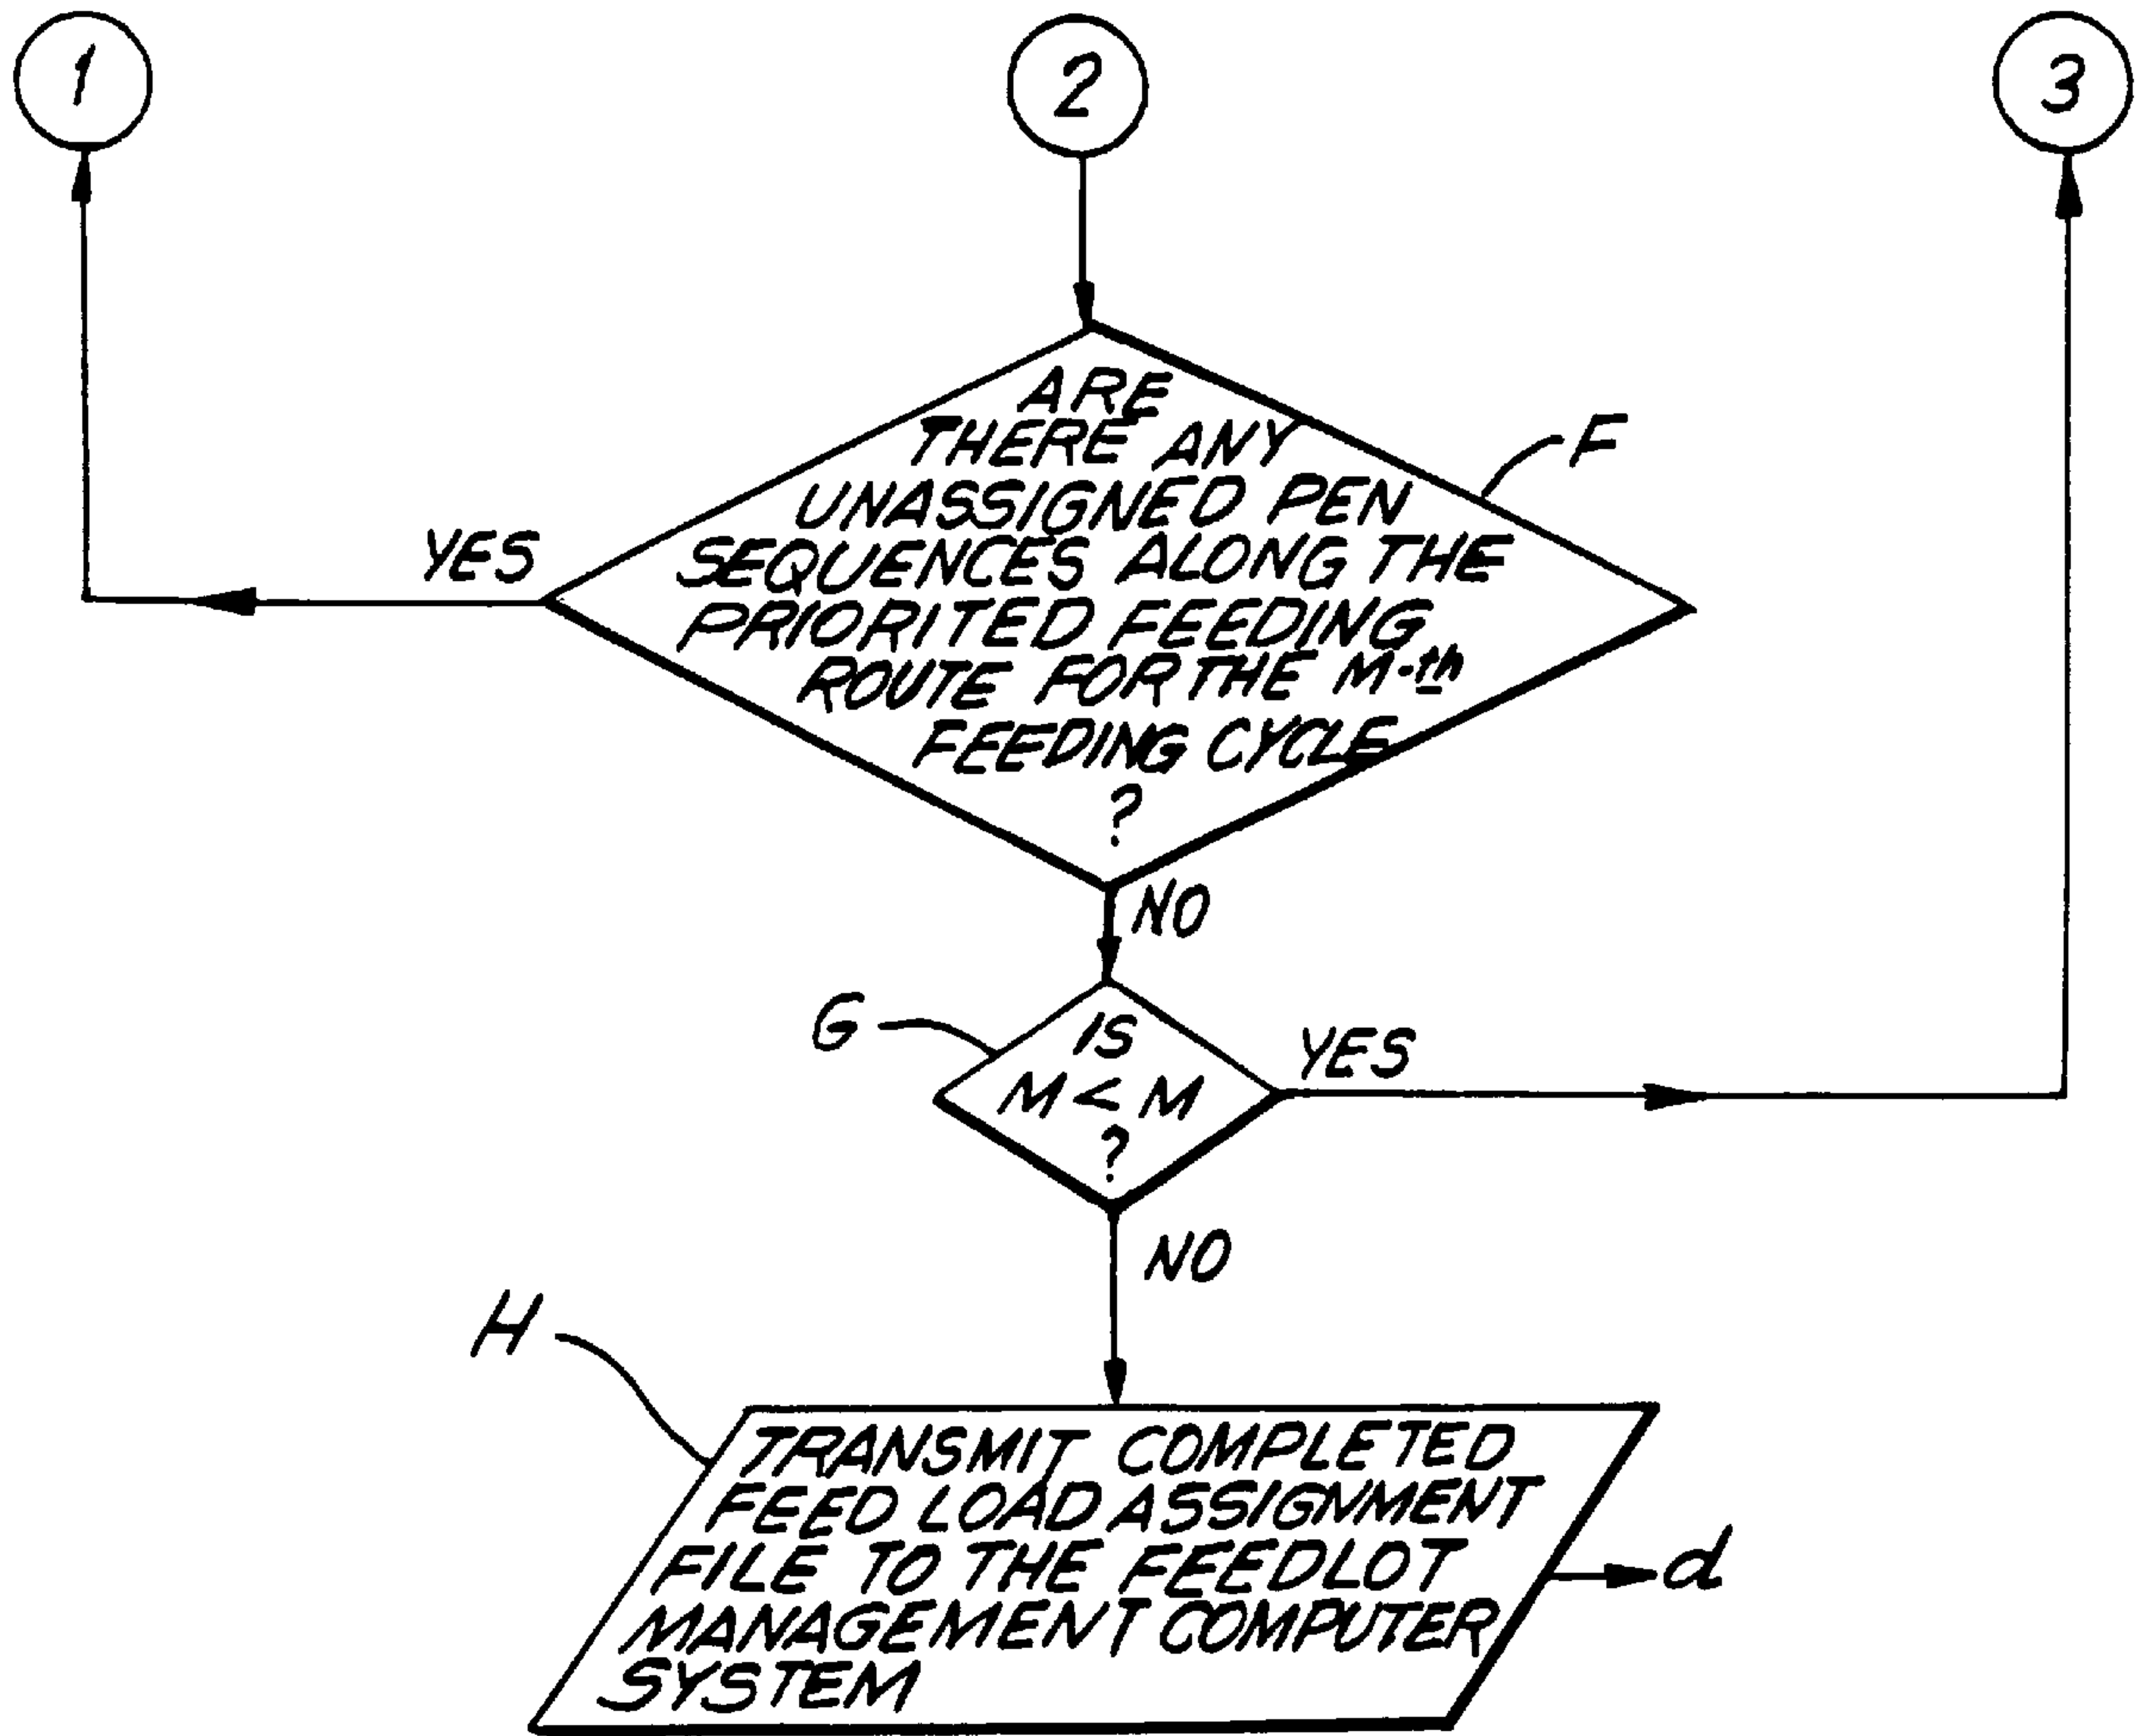 1
2
3
ARE
THERE ANY
UNASSIGNED PEN
SEQUENCES ALONG THE
PRIORITED FEEDING
ROUTE FOR THE M-th
FEEDING CYCLE
?
F
YES
NO
G
IS
M < M
?
YES
NO
H
TRANSMIT COMPLETED
FEED LOAD ASSIGNMENT
FILE TO THE FEEDLOT
MANAGEMENT COMPUTER
SYSTEM
d